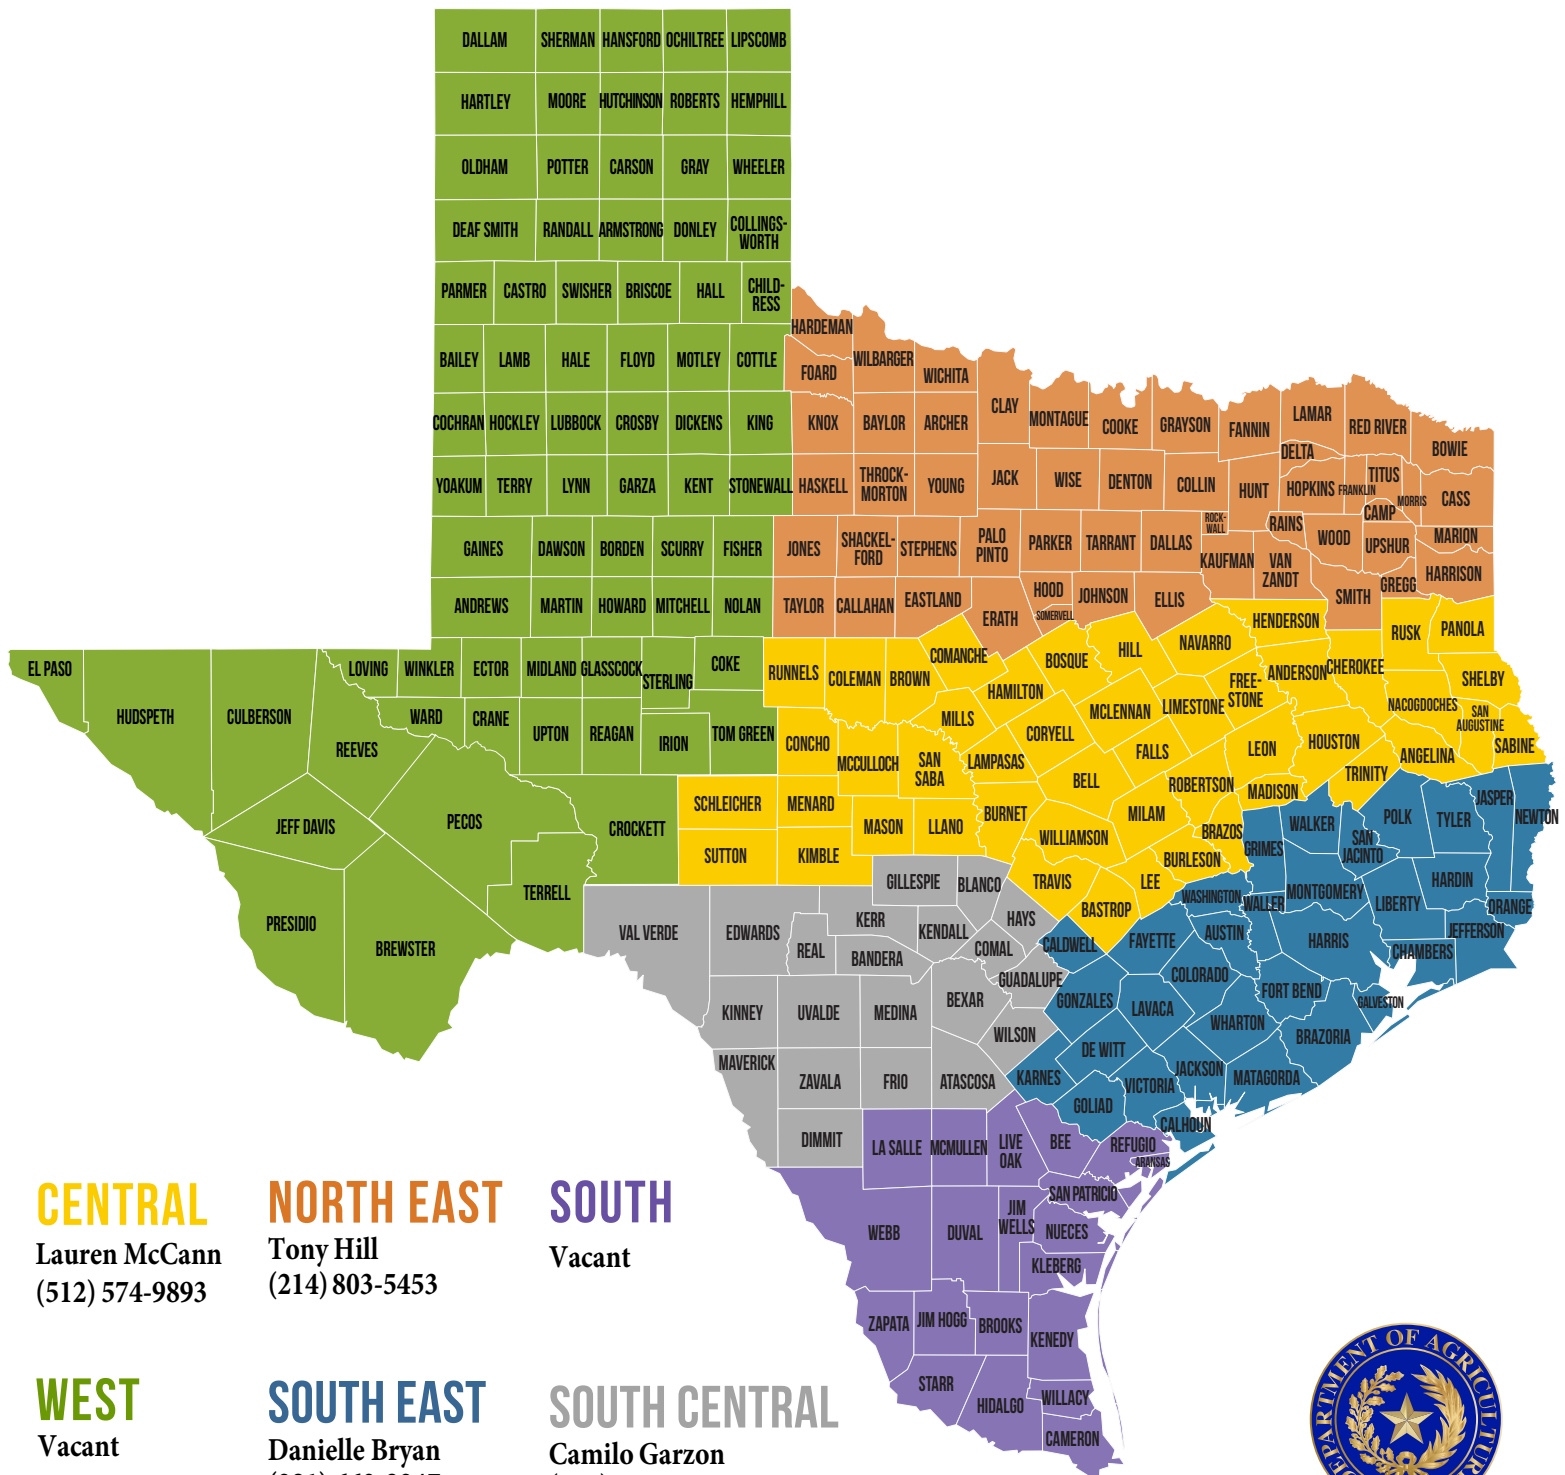 DALLAM SHERMAN HANSFORD OCHILTREE LIPSCOMB
HARTLEY MOORE HUTCHINSON ROBERTS HEMPHILL
OLDHAM POTTER CARSON GRAY WHEELER
DEAF SMITH RANDALL ARMSTRONG DONLEY COLLINGS-
WORTH
PARMER CASTRO SWISHER BRISCOE HALL CHILD-
RESS
HARDEMAN
BAILEY LAMB HALE FLOYD MOTLEY COTTLE
FOARD WILBARGER WICHITA
COCHRAN HOCKLEY LUBBOCK CROSBY DICKENS KING
KNOX BAYLOR ARCHER CLAY MONTAGUE COOKE GRAYSON FANNIN LAMAR RED RIVER BOWIE
DELTA
YOAKUM TERRY LYNN GARZA KENT STONEWALL
HASKELL THROCK-
MORTON YOUNG JACK WISE DENTON COLLIN HUNT HOPKINS FRANKLIN TITUS MORRIS CASS
CAMP
ROCK-
WALL RAINS
GAINES DAWSON BORDEN SCURRY FISHER
JONES SHACKEL-
FORD STEPHENS PALO
PINTO PARKER TARRANT DALLAS KAUFMAN VAN
ZANDT WOOD UPSHUR MARION
HARRISON
GREGG
SMITH
ANDREWS MARTIN HOWARD MITCHELL NOLAN
TAYLOR CALLAHAN EASTLAND ERATH HOOD SOMERVELL JOHNSON ELLIS
HENDERSON RUSK PANOLA
EL PASO HUDSPETH CULBERSON LOVING WINKLER ECTOR MIDLAND GLASSCOCK STERLING COKE
RUNNELS COLEMAN BROWN COMANCHE HAMILTON BOSQUE HILL NAVARRO FREE-
STONE ANDERSON CHEROKEE SHELBY
NACOGDOCHES SAN
AUGUSTINE SABINE
REEVES WARD CRANE UPTON REAGAN IRION TOM GREEN
CONCHO MCCULLOCH SAN
SABA MILLS LAMPASAS CORYELL MCLENNAN LIMESTONE
BELL FALLS ROBERTSON LEON HOUSTON TRINITY ANGELINA
MADISON
JEFF DAVIS PECOS CROCKETT SCHLEICHER MENARD
SUTTON KIMBLE MASON LLANO BURNET WILLIAMSON MILAM BRAZOS
BURLESON
GRIMES WALKER SAN
JACINTO POLK TYLER JASPER NEWTON
PRESIDIO BREWSTER TERRELL
GILLESPIE BLANCO TRAVIS LEE BASTROP
WASHINGTON WALLER MONTGOMERY LIBERTY HARDIN ORANGE
JEFFERSON
CHAMBERS
VAL VERDE EDWARDS REAL KERR BANDERA KENDALL HAYS COMAL
CALDWELL FAYETTE AUSTIN HARRIS
GUADALUPE COLORADO FORT BEND GALVESTON
KINNEY UVALDE MEDINA BEXAR WILSON GONZALES LAVACA WHARTON BRAZORIA
MAVERICK ZAVALA FRIO ATASCOSA KARNES DE WITT VICTORIA JACKSON MATAGORDA
GOLIAD CALHOUN
DIMMIT LA SALLE MCMULLEN LIVE
OAK BEE REFUGIO
ARANSAS
SAN PATRICIO
WEBB DUVAL JIM
WELLS NUECES
KLEBERG
ZAPATA JIM HOGG BROOKS KENEDY
STARR HIDALGO WILLACY
CAMERON
CENTRAL
Lauren McCann
(512) 574-9893
NORTH EAST
Tony Hill
(214) 803-5453
SOUTH
Vacant
WEST
Vacant
SOUTH EAST
Danielle Bryan
SOUTH CENTRAL
Camilo Garzon
DEPARTMENT OF AGRICULTURE